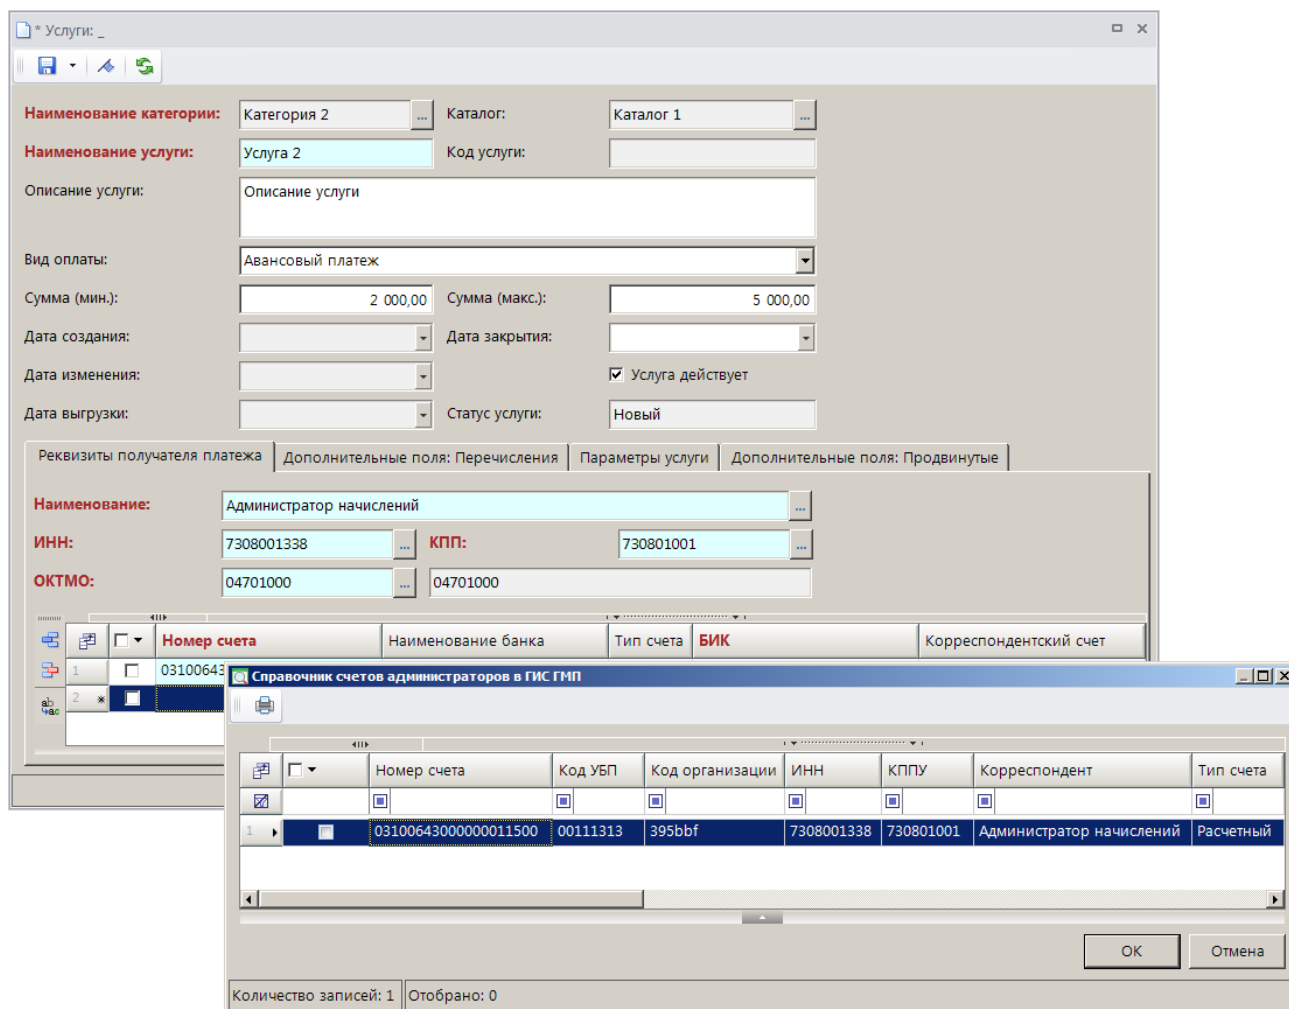 * Услуги: _
Наименование категории: Категория 2 ... Каталог: Каталог 1 ...
Наименование услуги: Услуга 2 Код услуги:
Описание услуги: Описание услуги
Вид оплаты: Авансовый платеж
Сумма (мин.): 2 000,00 Сумма (макс.): 5 000,00
Дата создания: Дата закрытия:
Дата изменения: Услуга действует
Дата выгрузки: Статус услуги: Новый
Реквизиты получателя платежа Дополнительные поля: Перечисления Параметры услуги Дополнительные поля: Продвинутые
Наименование: Администратор начислений ...
ИНН: 7308001338 ... КПП: 730801001 ...
ОКТМО: 04701000 ... 04701000
Номер счета Наименование банка Тип счета БИК Корреспондентский счет
1 03100643
2 *
ab
ac
Справочник счетов администраторов в ГИС ГМП
Номер счета Код УБП Код организации ИНН КППУ Корреспондент Тип счета
1 03100643000000011500 00111313 395bbf 7308001338 730801001 Администратор начислений Расчетный
OK Отмена
Количество записей: 1 Отобрано: 0